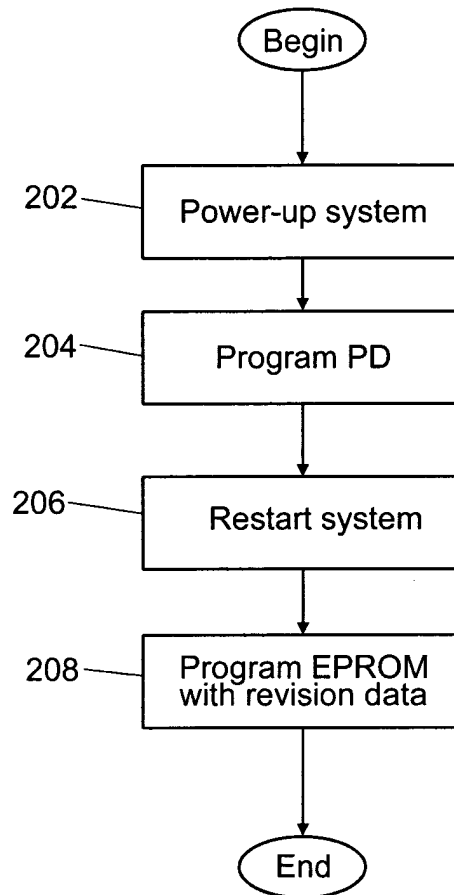 Begin
202
Power-up system
204
Program PD
206
Restart system
208
Program EPROM
with revision data
End